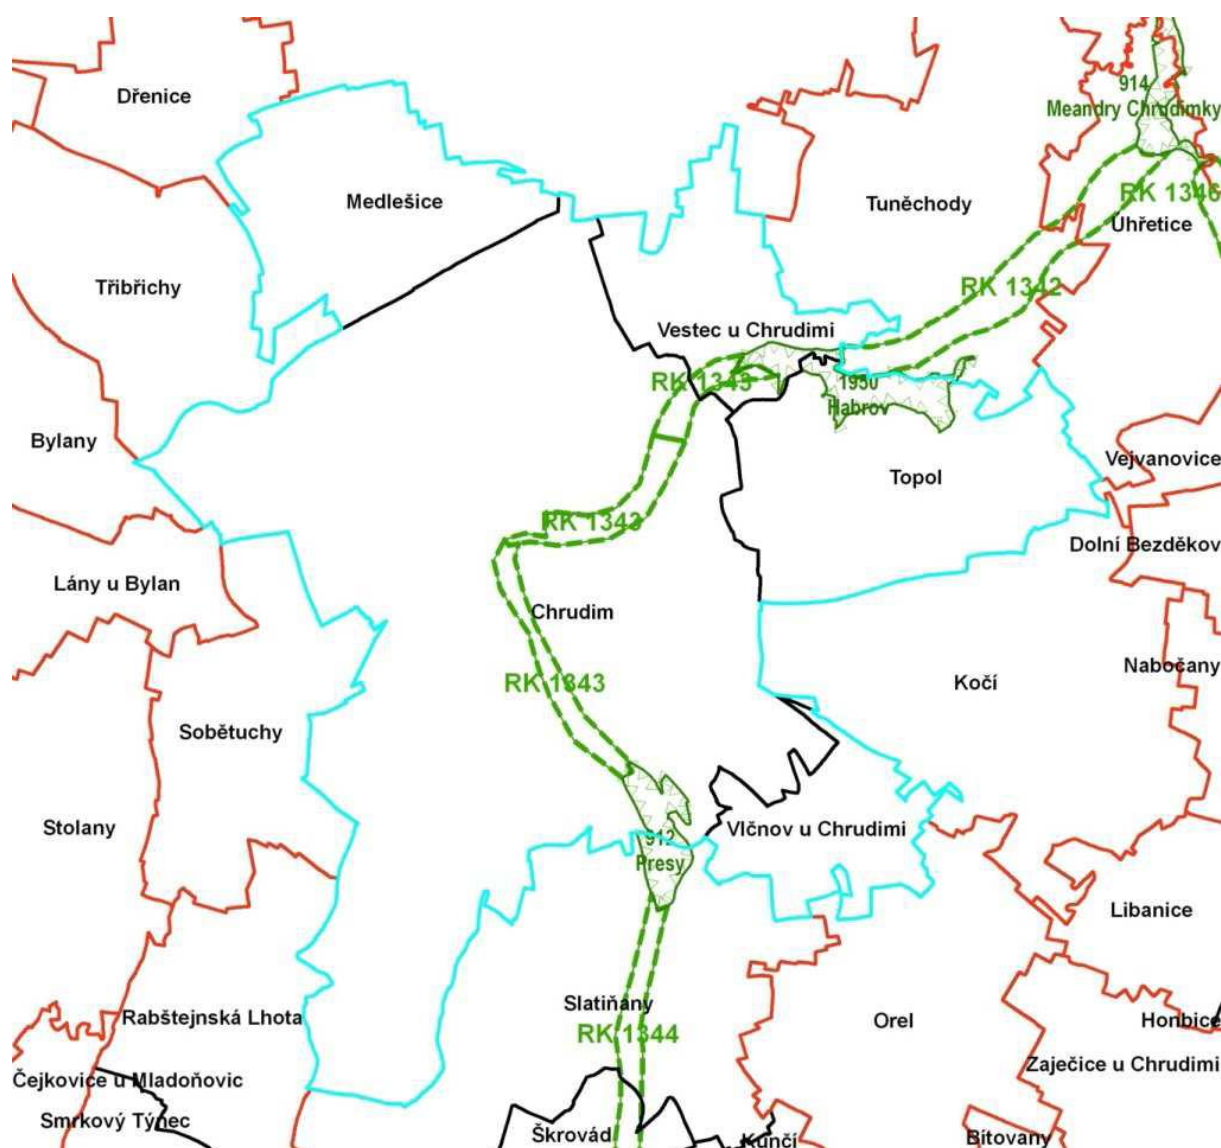 914
Dřenice
Meandry Chrudimky
RK 1346
Medlešice
Tuněchody
Úhřetice
Třibřichy
RK 1342
Vestec u Chrudimi
RK 1343
1950
Habrov
Bylany
Vejvanovice
Topol
RK 1343
Dolní Bezděkov
Lány u Bylan
Chrudim
Nabočany
RK 1343
Kočí
Sobětuchy
Stolany
Vlčnov u Chrudimi
912
Presy
Libanice
Slatiňany
Rabštejnská Lhota
Orel
Honbice
RK 1344
Zaječice u Chrudimi
Čejkovice u Mladoňovic
Smrkový Týnec
Škrovád
Kunčí
Bítovany